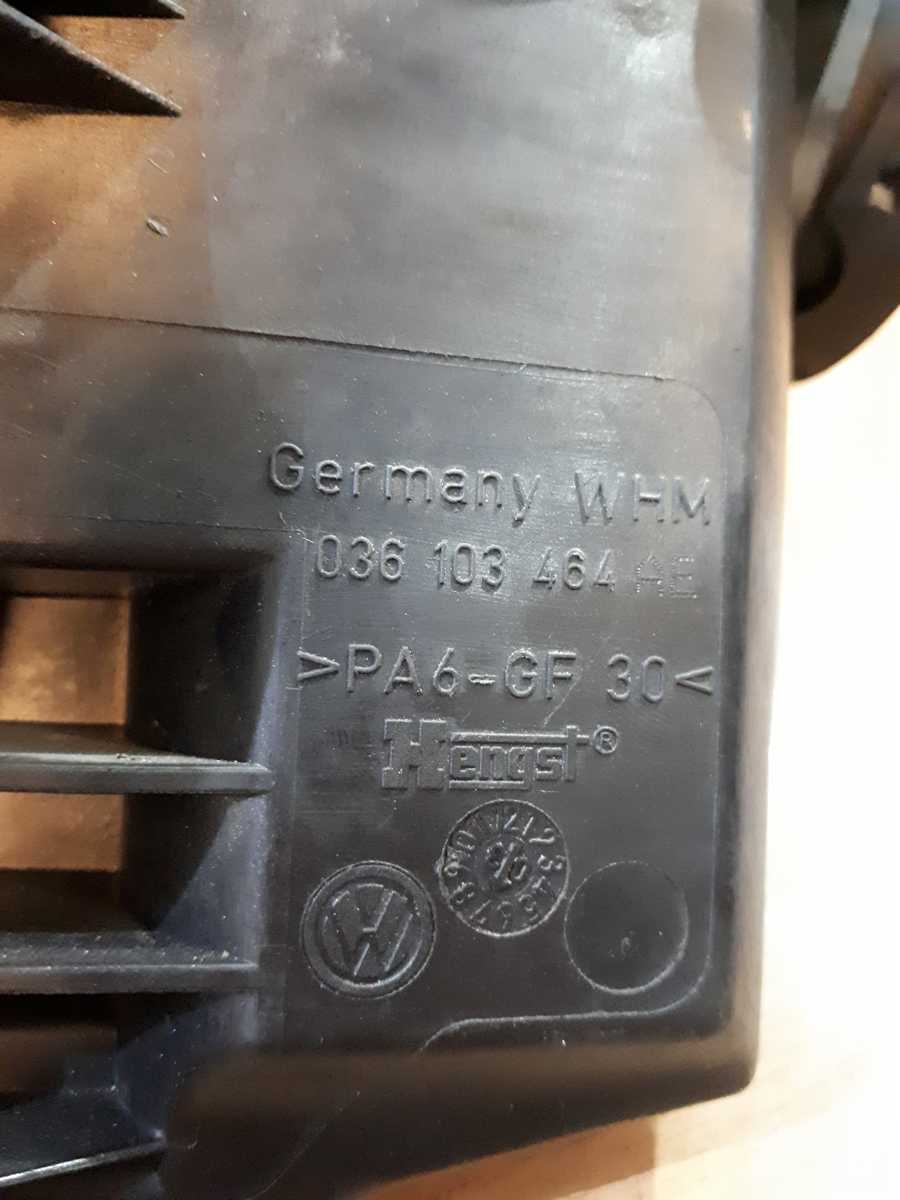 Germany WHM
036 103 464 AE
>PA6-GF 30<
Hengst®